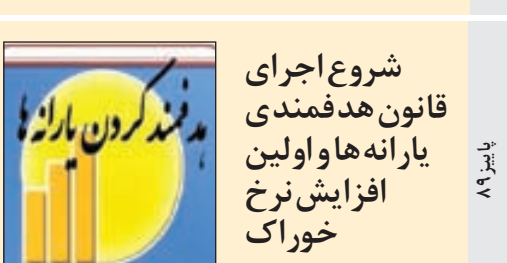 پاییز ۸۹
شروع اجرای
قانون هدفمندی
یارانه‌ها و اولین
افزایش نرخ
خوراک
هدفمند کردن یارانه ها